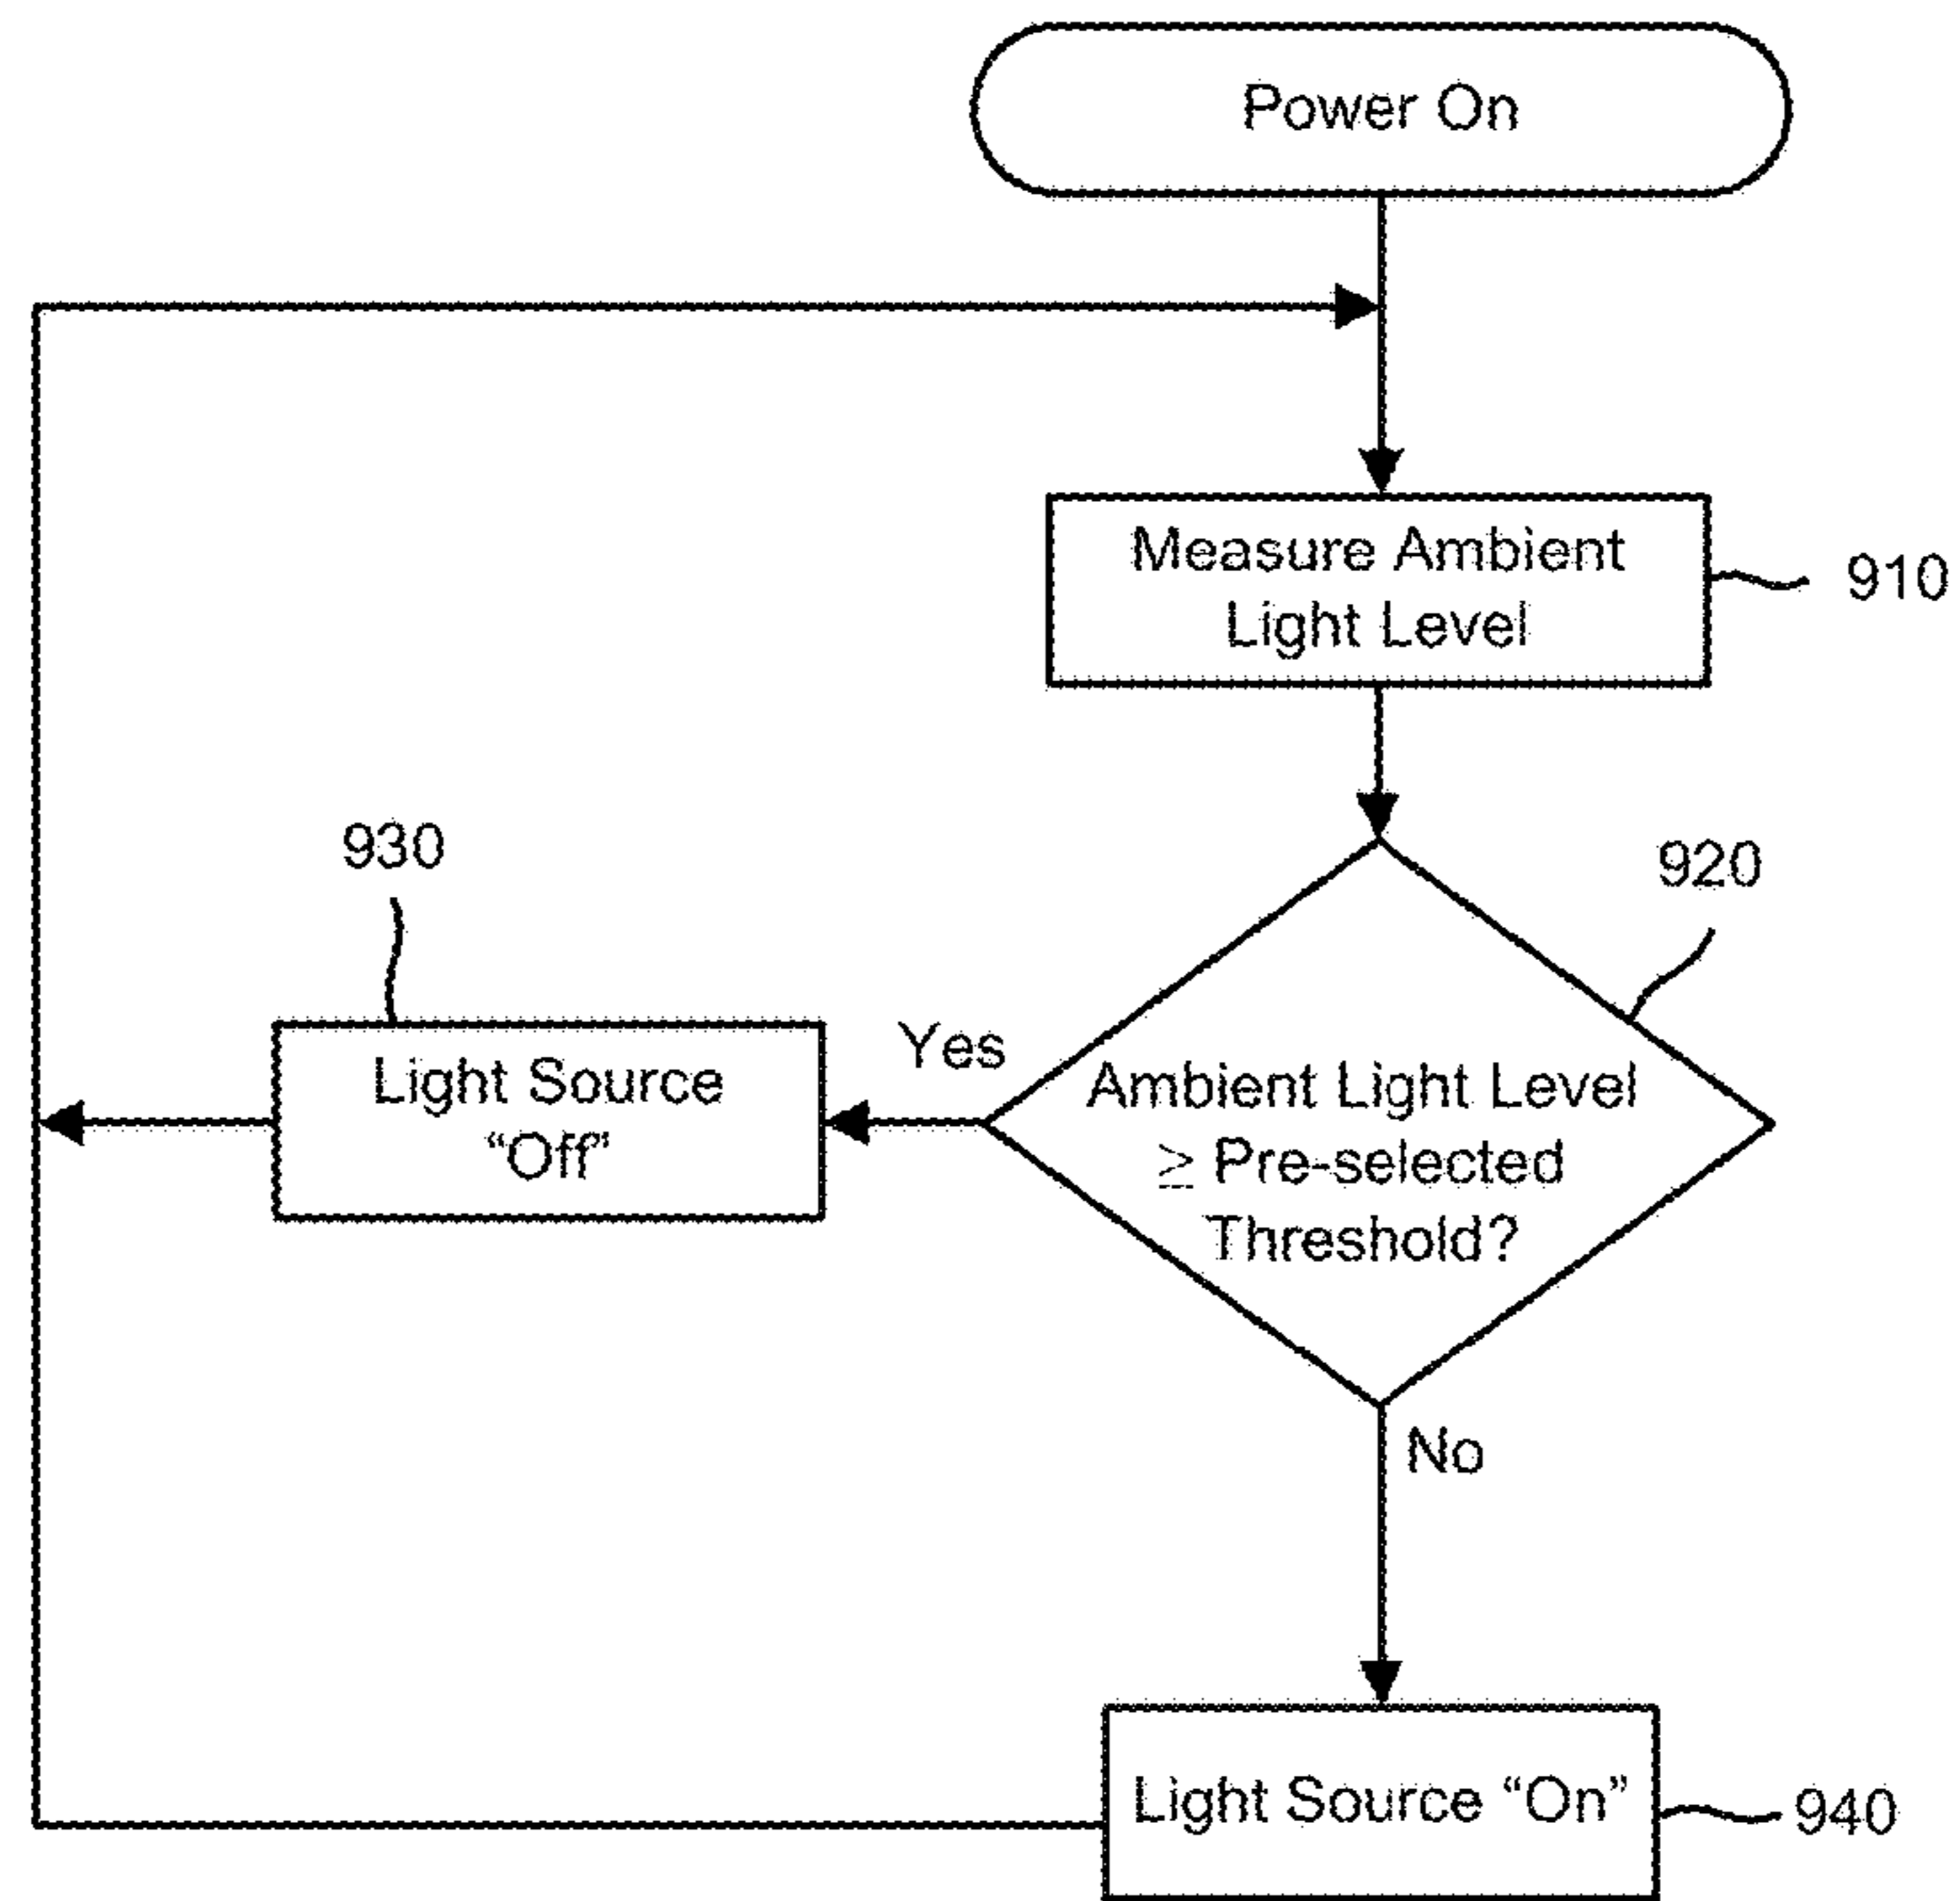 Power On
Measure Ambient
Light Level
910
930
920
Yes
Light Source
“Off”
Ambient Light Level
≥ Pre-selected
Threshold?
No
Light Source “On”
940